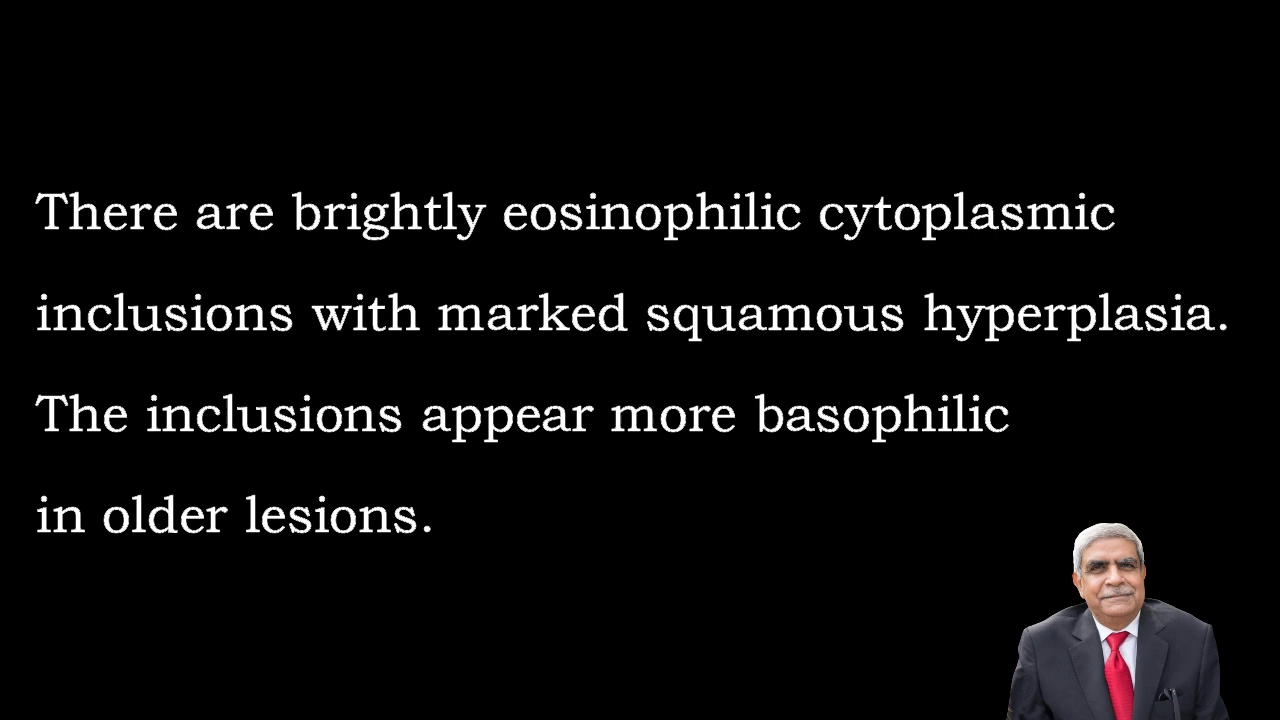 There are brightly eosinophilic cytoplasmic
inclusions with marked squamous hyperplasia.
The inclusions appear more basophilic
in older lesions.